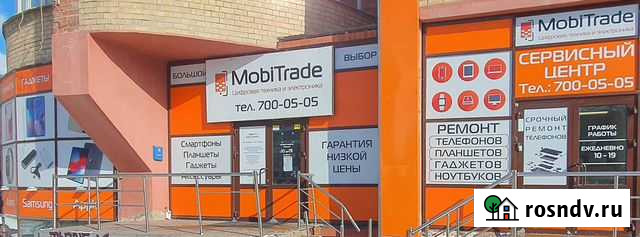 ГАДЖЕТЫ
Samsung
БОЛЬШОЙ
ВЫБОР
MobiTrade
Цифровая техника и электроника
тел. 700-05-05
Смартфоны
Планшеты
Гаджеты
Аксессуары
ГАРАНТИЯ
НИЗКОЙ
ЦЕНЫ
MobiTrade
Цифровая техника и электроника
СЕРВИСНЫЙ
ЦЕНТР
Тел.: 700-05-05
РЕМОНТ
ТЕЛЕФОНОВ
ПЛАНШЕТОВ
ГАДЖЕТОВ
НОУТБУКОВ
СРОЧНЫЙ
РЕМОНТ
ТЕЛЕФОНОВ
ГРАФИК
РАБОТЫ
ЕЖЕДНЕВНО
10 - 19
rosndv.ru